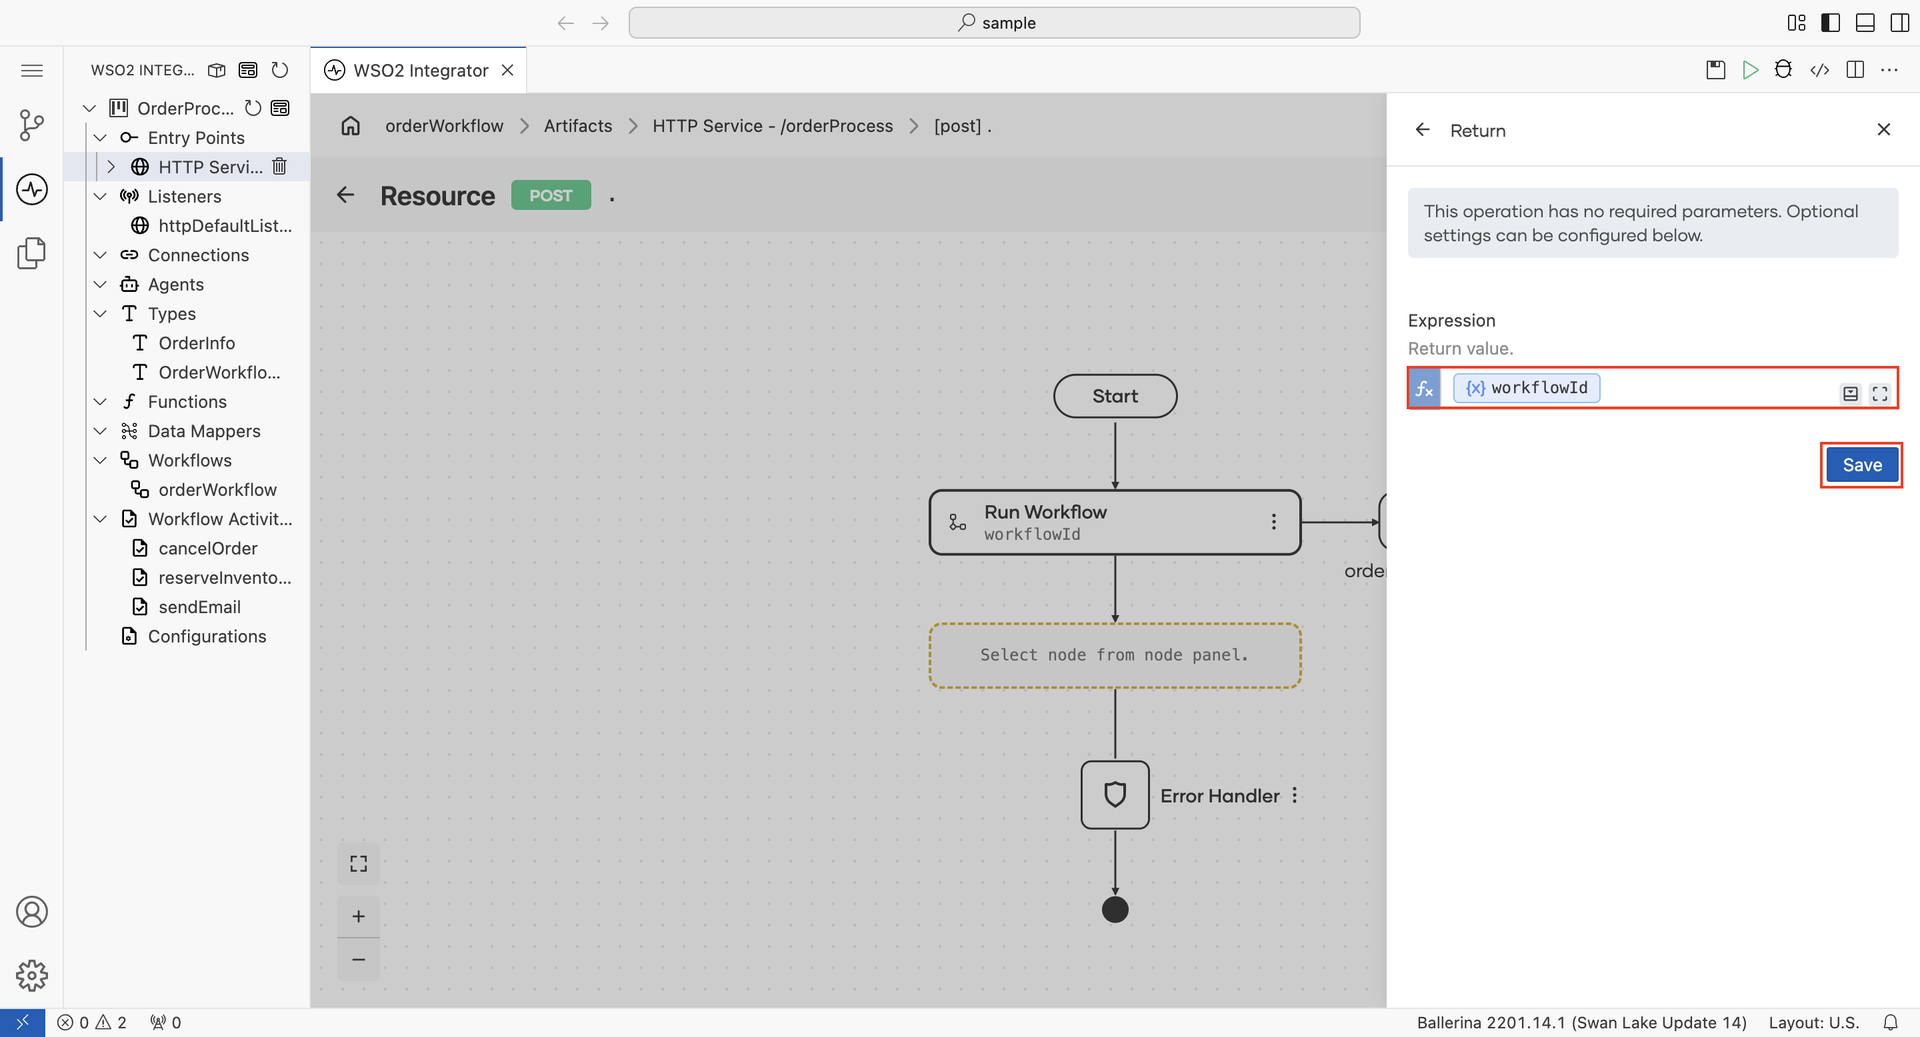 sample
WSO2 INTEG...
WSO2 Integrator
OrderProc...
Entry Points
HTTP Servi...
Listeners
httpDefaultList...
Connections
Agents
Types
OrderInfo
OrderWorkflo...
Functions
Data Mappers
Workflows
orderWorkflow
Workflow Activit...
cancelOrder
reserveInvento...
sendEmail
Configurations
orderWorkflow > Artifacts > HTTP Service - /orderProcess > [post] .
Resource POST .
Start
Run Workflow
workflowId
order
Select node from node panel.
Error Handler
Return
This operation has no required parameters. Optional
settings can be configured below.
Expression
Return value.
fx {x} workflowId
Save
0 2 0
Ballerina 2201.14.1 (Swan Lake Update 14) Layout: U.S.